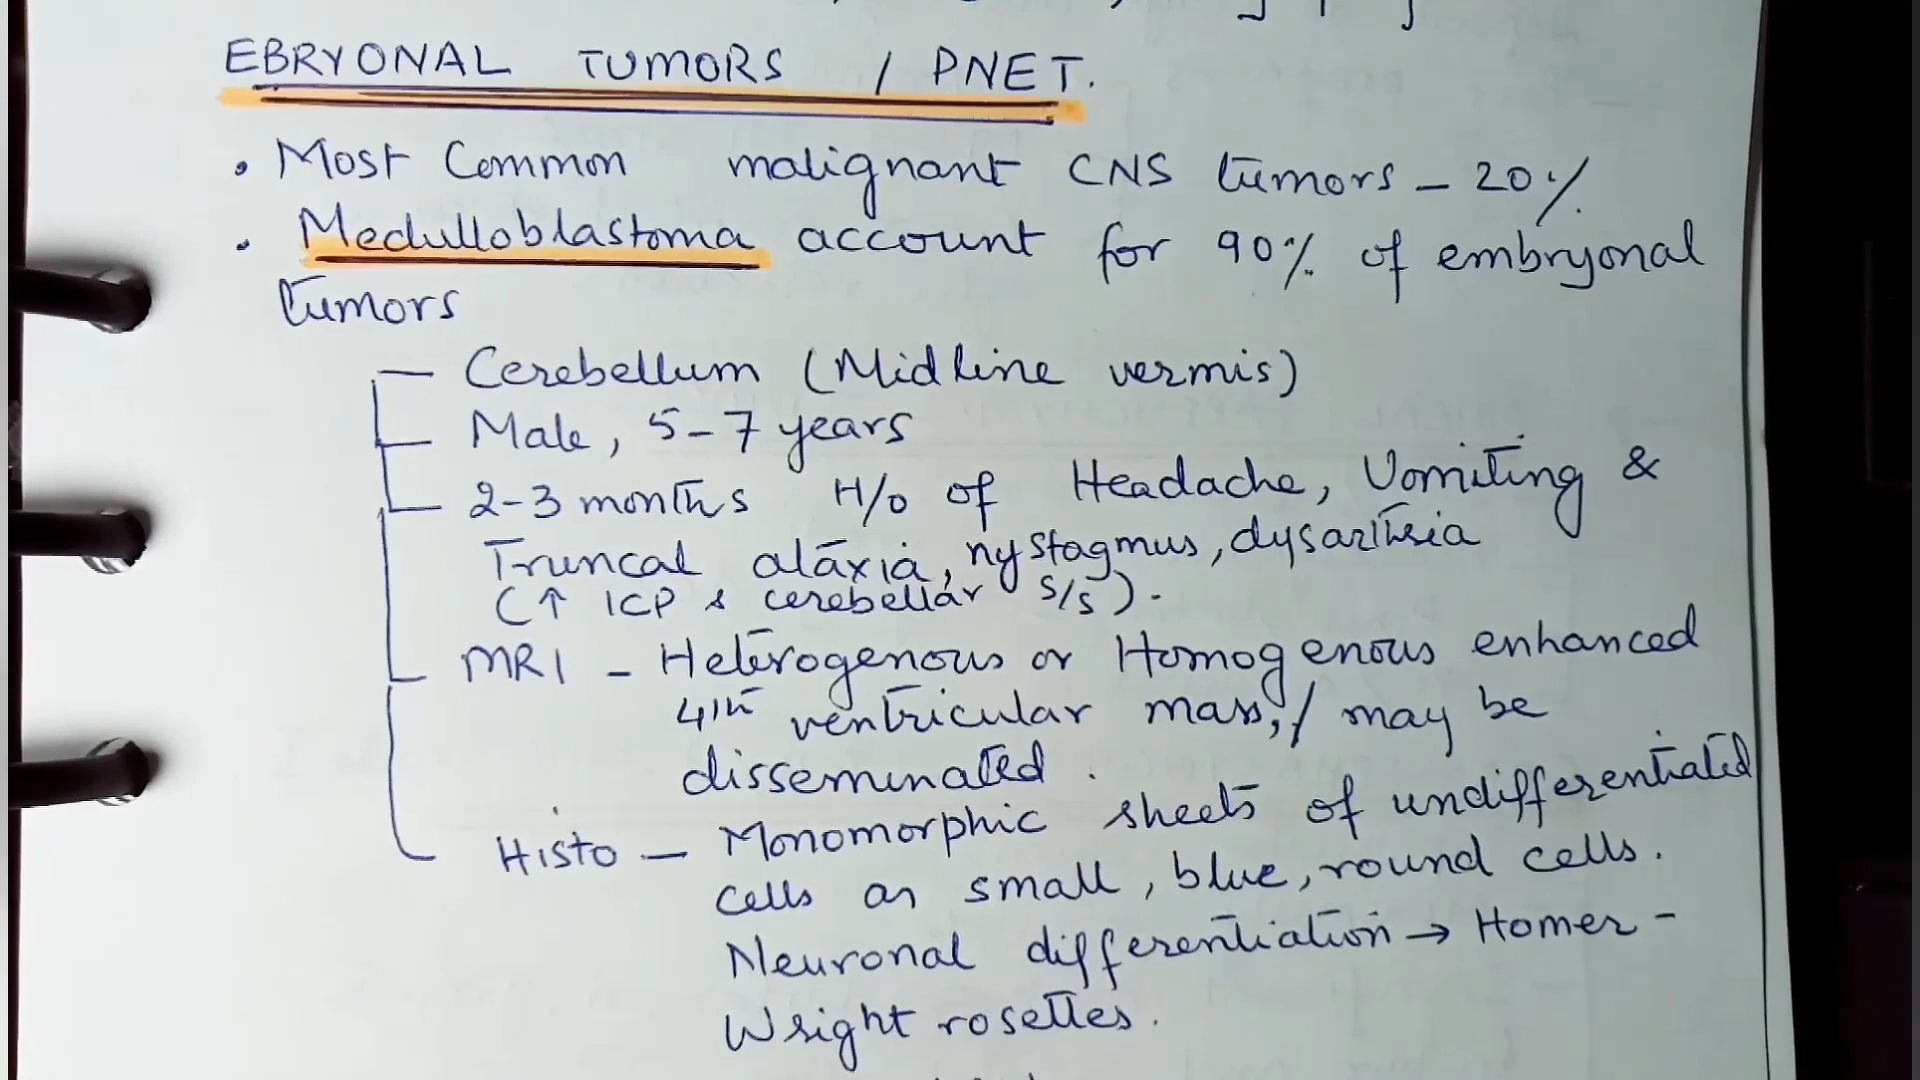 EBRYONAL TUMORS / PNET.
• Most Common malignant CNS tumors – 20%
• Medulloblastoma account for 90% of embryonal
tumors
– Cerebellum (Midline vermis)
– Male, 5-7 years
– 2-3 months H/o of Headache, Vomiting &
Truncal ataxia, nystagmus, dysarthria
(↑ ICP & cerebellar S/S).
– MRI – Heterogenous or Homogenous enhanced
4th ventricular mass, / may be
disseminated.
Histo – Monomorphic sheets of undifferentiated
cells as small, blue, round cells.
Neuronal differentiation → Homer-
Wright rosettes.